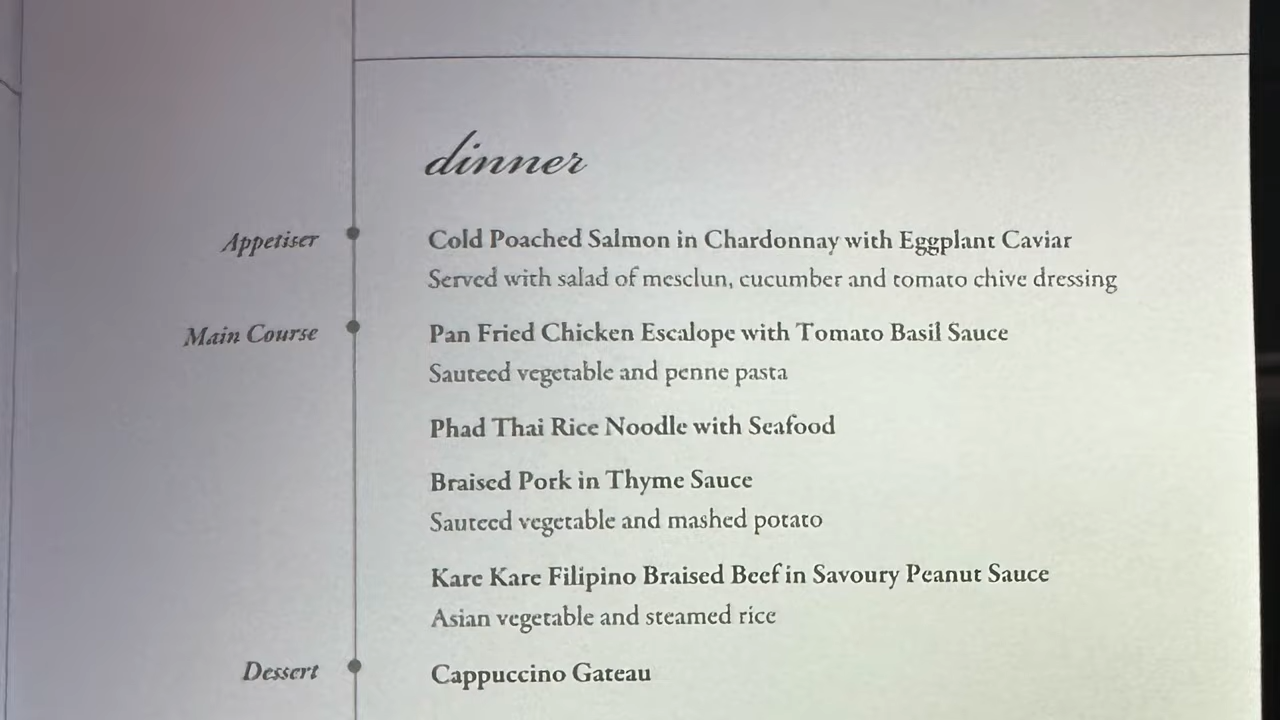 dinner
Appetiser
Cold Poached Salmon in Chardonnay with Eggplant Caviar
Served with salad of mesclun, cucumber and tomato chive dressing
Main Course
Pan Fried Chicken Escalope with Tomato Basil Sauce
Sauteed vegetable and penne pasta
Phad Thai Rice Noodle with Seafood
Braised Pork in Thyme Sauce
Sauteed vegetable and mashed potato
Kare Kare Filipino Braised Beef in Savoury Peanut Sauce
Asian vegetable and steamed rice
Dessert
Cappuccino Gateau